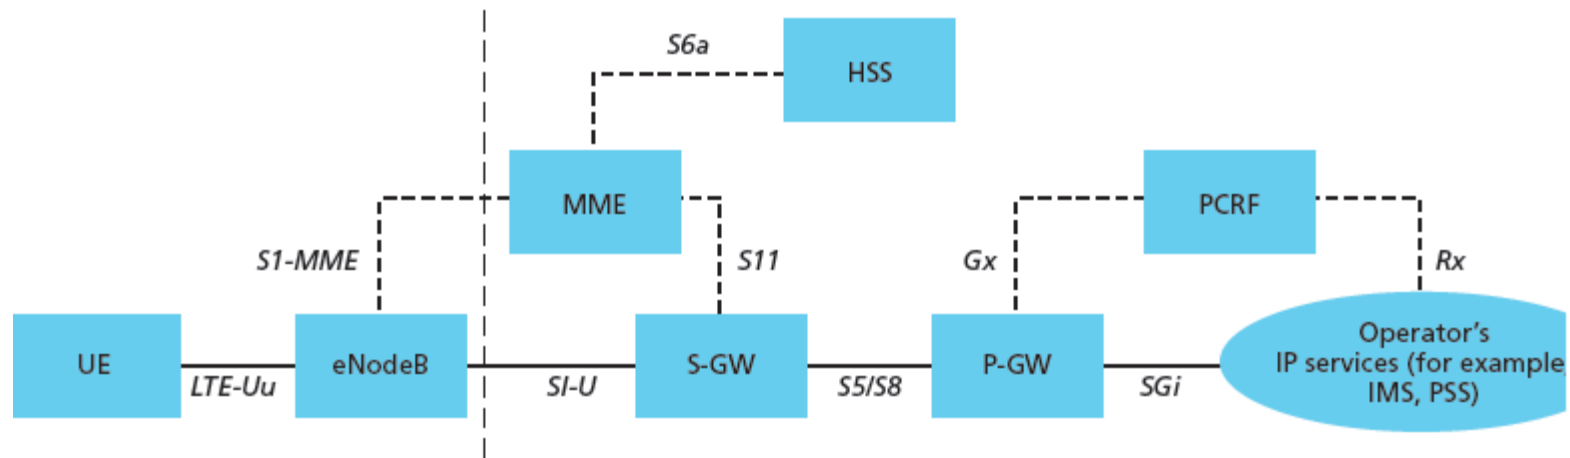 S6a
HSS
MME
PCRF
S1-MME
S11
Gx
Rx
UE
LTE-Uu
eNodeB
SI-U
S-GW
S5/S8
P-GW
SGi
Operator's
IP services (for example,
IMS, PSS)